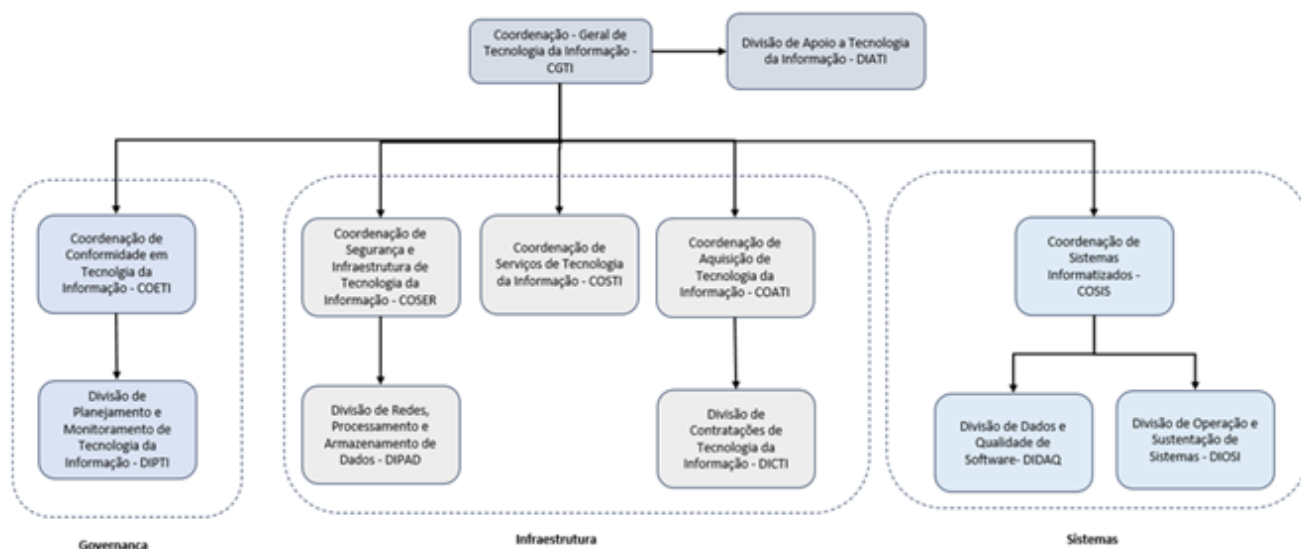 Coordenação - Geral de
Tecnologia da Informação -
CGTI
Divisão de Apoio a Tecnologia
da Informação - DIATI
Coordenação de
Conformidade em
Tecnolgia da
Informação - COETI
Coordenação de
Segurança e
Infraestrutura de
Tecnologia da
Informação - COSER
Coordenação de
Serviços de Tecnologia
da Informação - COSTI
Coordenação de
Aquisição de
Tecnologia da
Informação - COATI
Coordenação de
Sistemas
Informatizados -
COSIS
Divisão de
Planejamento e
Monitoramento de
Tecnologia da
Informação - DIPTI
Divisão de Redes,
Processamento e
Armazenamento de
Dados - DIPAD
Divisão de
Contratações de
Tecnologia da
Informação - DICTI
Divisão de Dados e
Qualidade de
Software- DIDAQ
Divisão de Operação e
Sustentação de
Sistemas - DIOSI
Governança
Infraestrutura
Sistemas